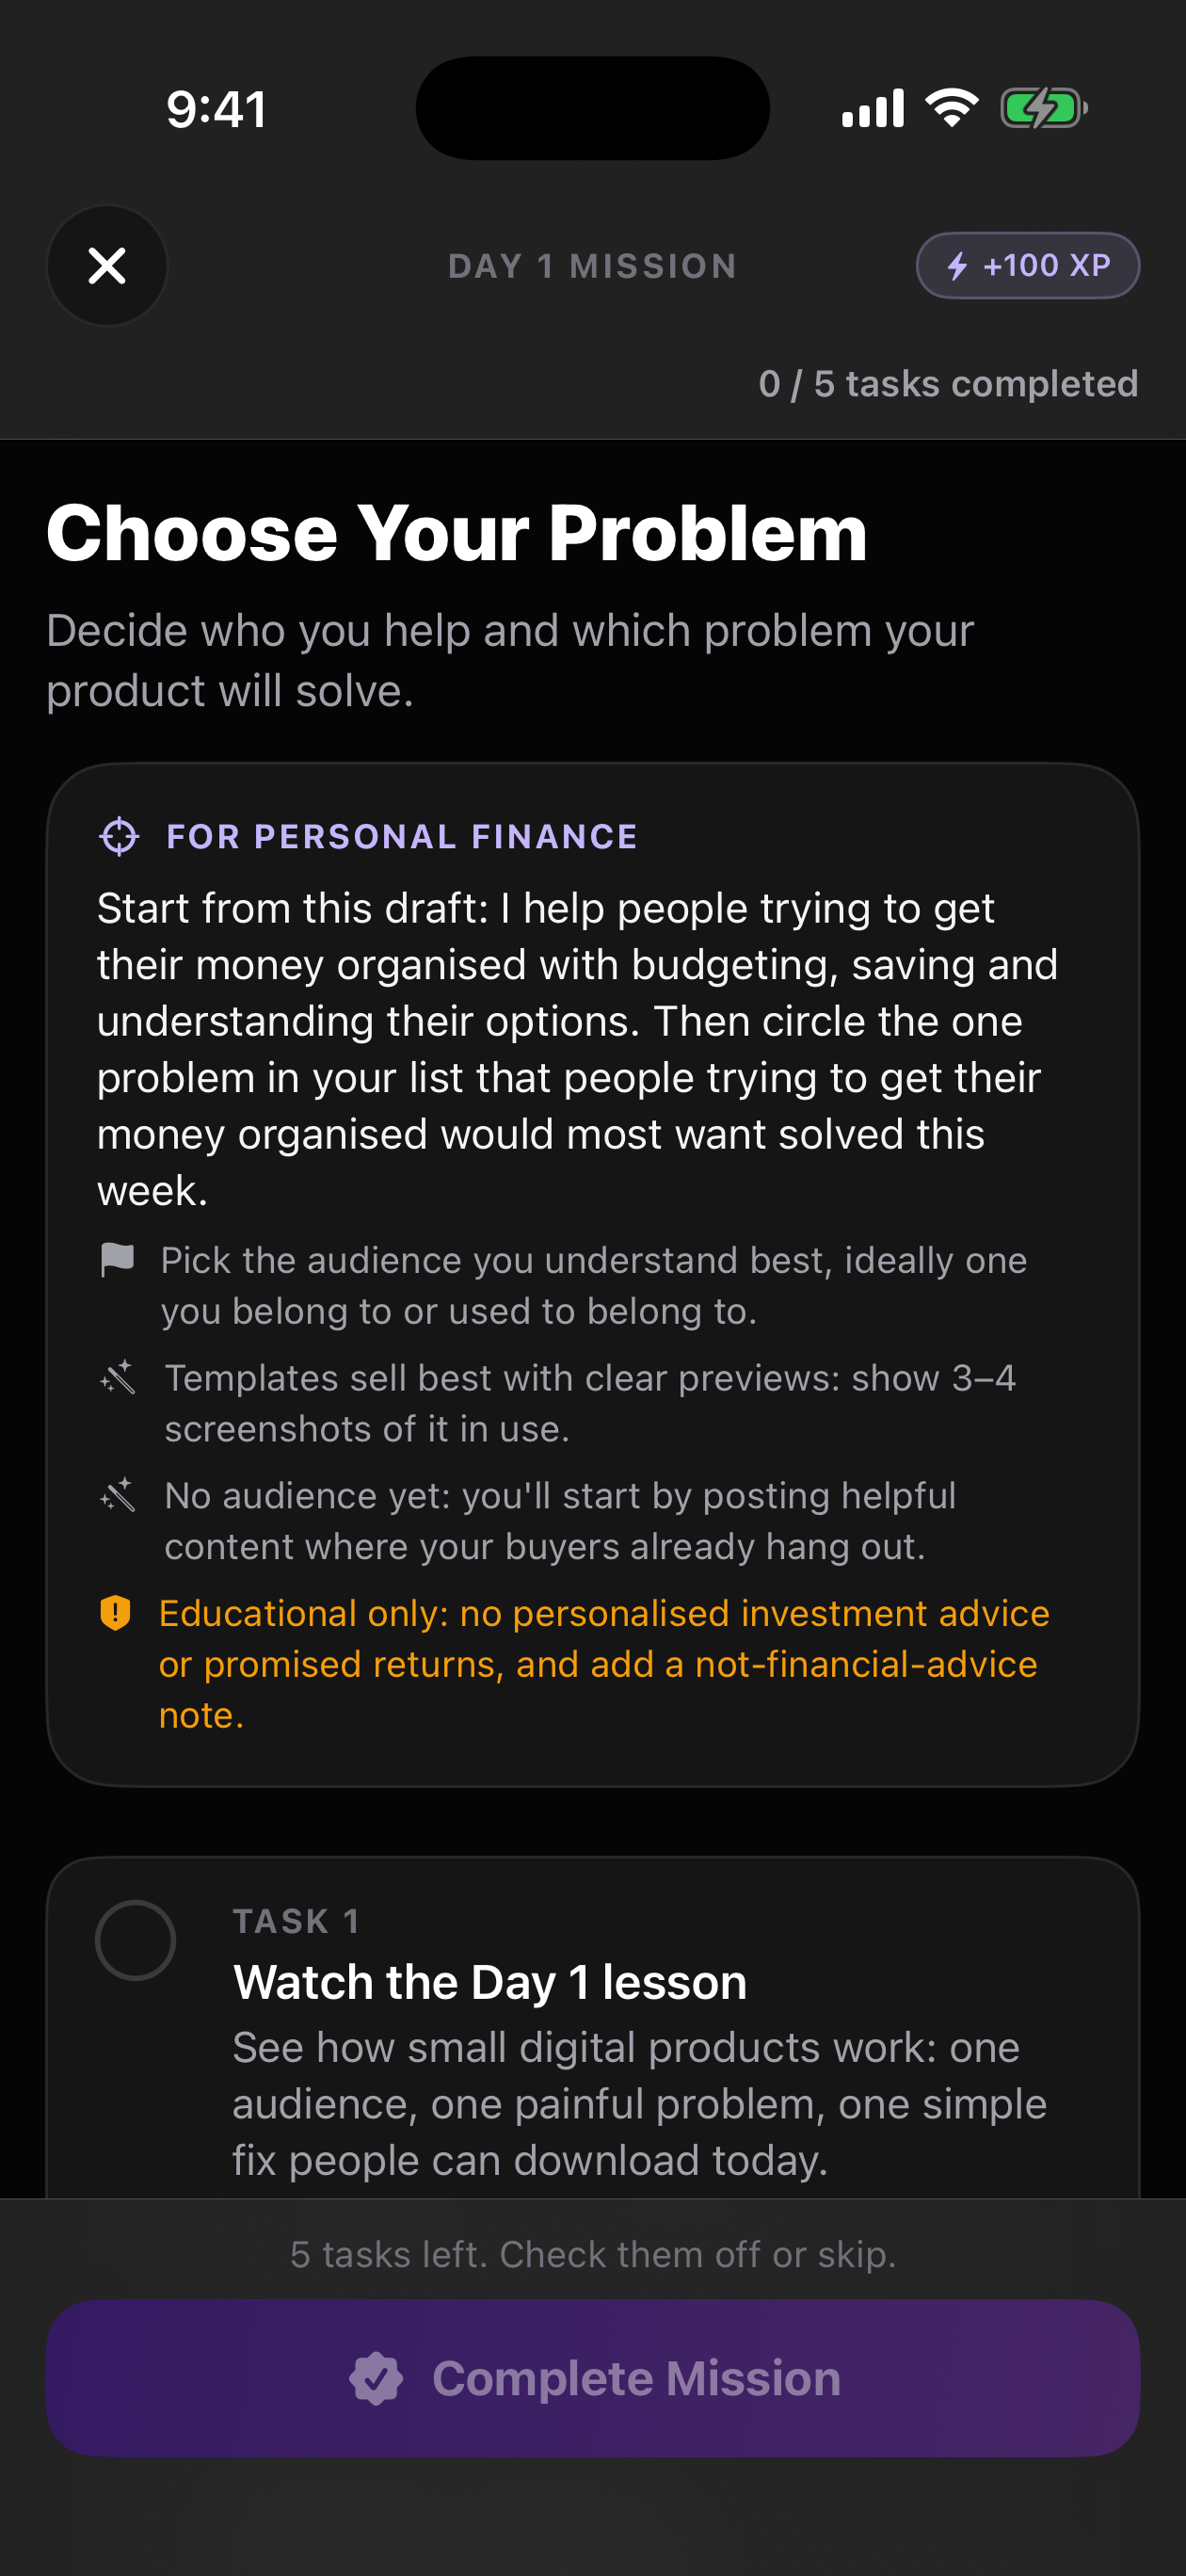 9:41
DAY 1 MISSION
+100 XP
0 / 5 tasks completed
Choose Your Problem
Decide who you help and which problem your
product will solve.
FOR PERSONAL FINANCE
Start from this draft: I help people trying to get
their money organised with budgeting, saving and
understanding their options. Then circle the one
problem in your list that people trying to get their
money organised would most want solved this
week.
Pick the audience you understand best, ideally one
you belong to or used to belong to.
Templates sell best with clear previews: show 3–4
screenshots of it in use.
No audience yet: you'll start by posting helpful
content where your buyers already hang out.
Educational only: no personalised investment advice
or promised returns, and add a not-financial-advice
note.
TASK 1
Watch the Day 1 lesson
See how small digital products work: one
audience, one painful problem, one simple
fix people can download today.
5 tasks left. Check them off or skip.
Complete Mission